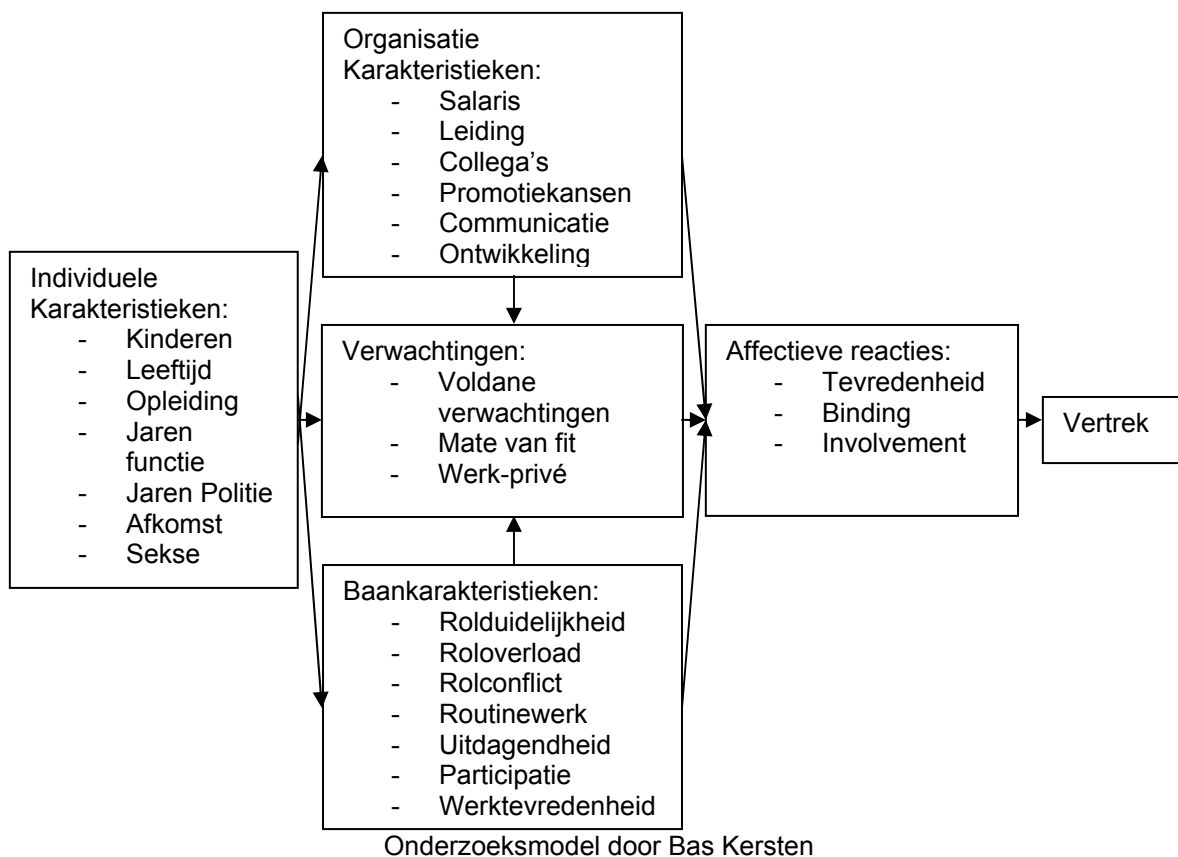 Organisatie
Karakteristieken:
- Salaris
- Leiding
- Collega's
- Promotiekansen
- Communicatie
- Ontwikkeling
Individuele
Karakteristieken:
- Kinderen
- Leeftijd
- Opleiding
- Jaren
functie
- Jaren Politie
- Afkomst
- Sekse
Verwachtingen:
- Voldane
verwachtingen
- Mate van fit
- Werk-privé
Affectieve reacties:
- Tevredenheid
- Binding
- Involvement
Vertrek
Baankarakteristieken:
- Rolduidelijkheid
- Roloverload
- Rolconflict
- Routinewerk
- Uitdagendheid
- Participatie
- Werktevredenheid
Onderzoeksmodel door Bas Kersten